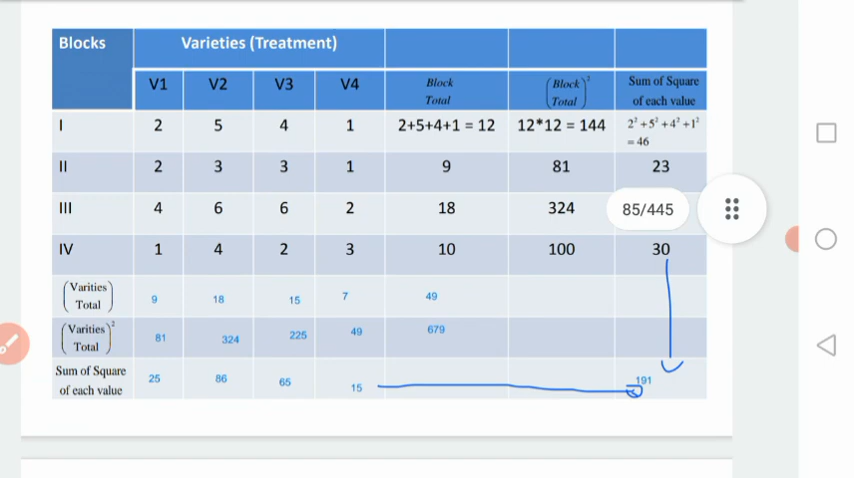 Blocks Varieties (Treatment)
V1 V2 V3 V4 Block Total (Block Total)² Sum of Square of each value
I 2 5 4 1 2+5+4+1 = 12 12*12 = 144 2²+5²+4²+1² = 46
II 2 3 3 1 9 81 23
III 4 6 6 2 18 324 85/445
IV 1 4 2 3 10 100 30
(Varities Total) 9 18 15 7 49
(Varities Total)² 81 324 225 49 679
Sum of Square of each value 25 86 65 15 191